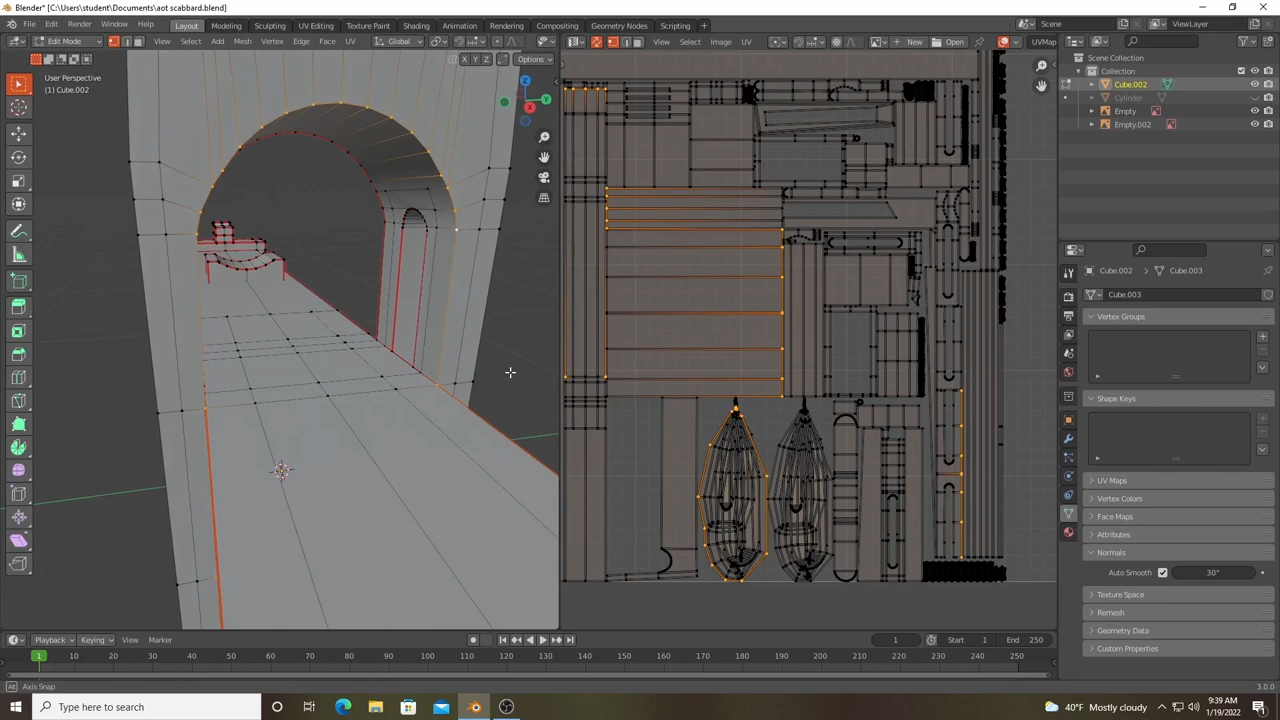 Blender* [C:\Users\student\Documents\aot scabbard.blend]
File Edit Render Window Help Layout Modeling Sculpting UV Editing Texture Paint Shading Animation Rendering Compositing Geometry Nodes Scripting + Scene ViewLayer
Edit Mode View Select Add Mesh Vertex Edge Face UV Global View Select Image UV New Open UVMap
X Y Z Options
User Perspective
(1) Cube.002
Z
Y
X
Scene Collection
Collection
Cube.002
Cylinder
Empty
Empty.002
Cube.002 > Cube.003
Cube.003
Vertex Groups
Shape Keys
UV Maps
Vertex Colors
Face Maps
Attributes
Normals
Auto Smooth 30°
Texture Space
Remesh
Geometry Data
Custom Properties
Playback Keying View Marker 1 Start 1 End 250
1 10 20 30 40 50 60 70 80 90 100 110 120 130 140 150 160 170 180 190 200 210 220 230 240 250
Alt Axis Snap 3.0.0
Type here to search 40°F Mostly cloudy 9:39 AM
1/19/2022